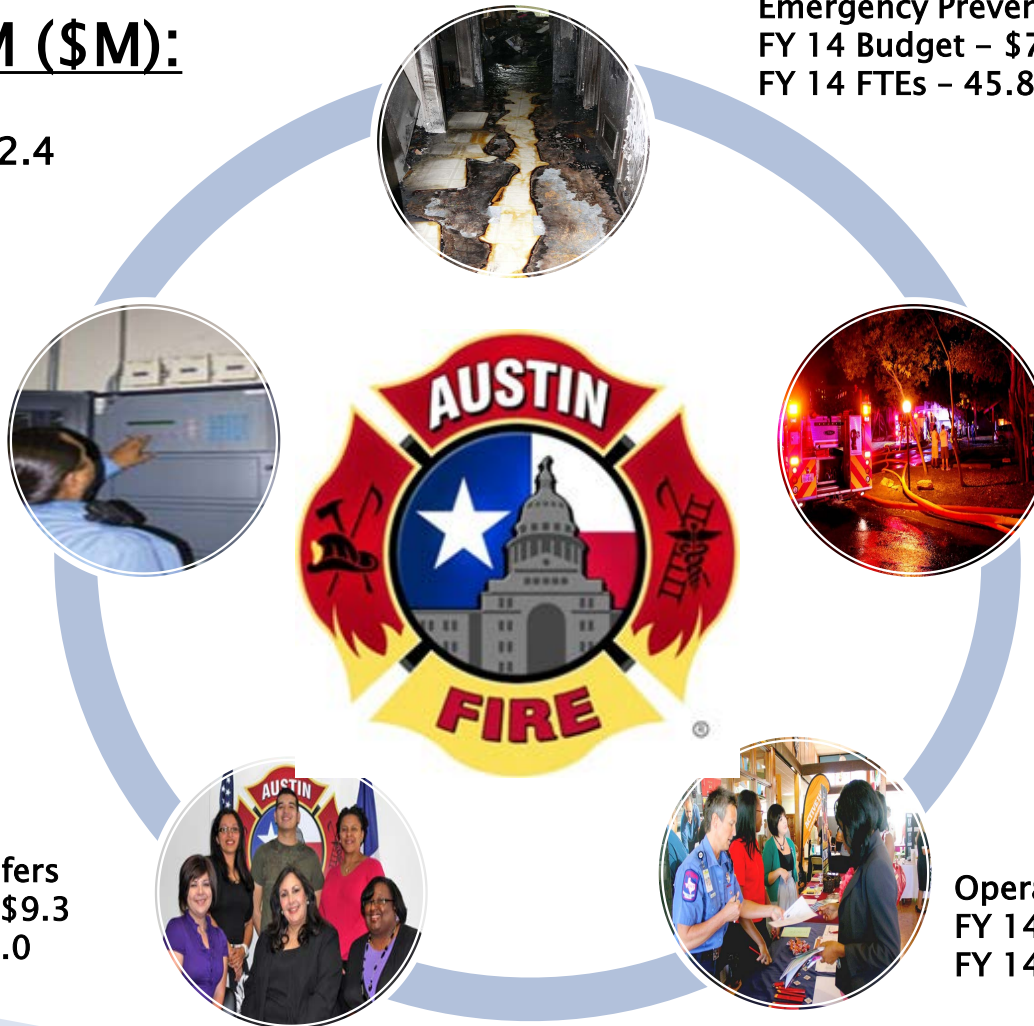 M ($M):
2.4
Emergency Preven
FY 14 Budget – $7
FY 14 FTEs – 45.8
AUSTIN
FIRE
®
AUSTIN
fers
$9.3
.0
Opera
FY 14
FY 14